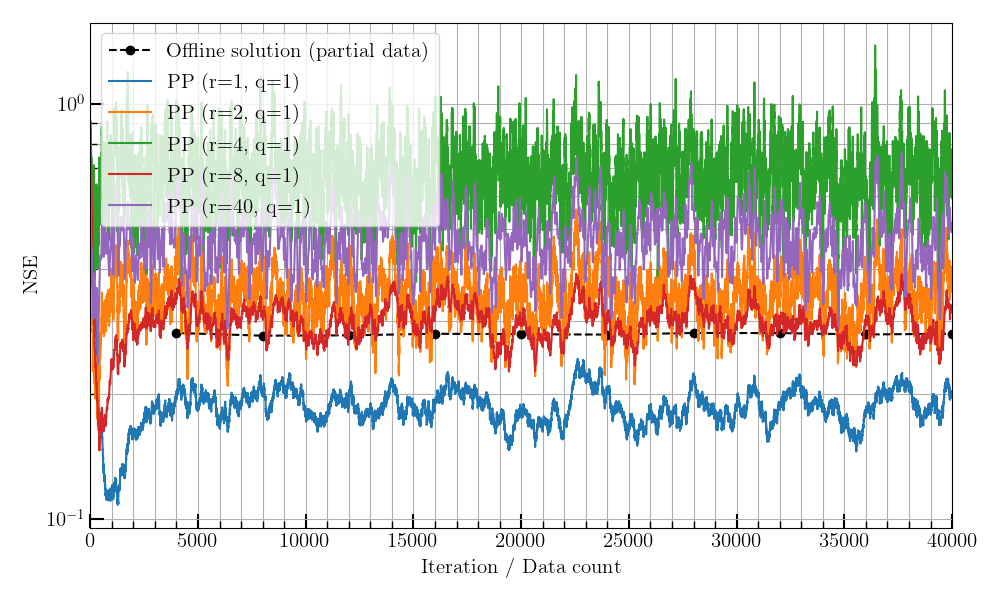 Offline solution (partial data)
PP (r=1, q=1)
PP (r=2, q=1)
PP (r=4, q=1)
PP (r=8, q=1)
PP (r=40, q=1)
10⁰
10⁻¹
NSE
0 5000 10000 15000 20000 25000 30000 35000 40000
Iteration / Data count